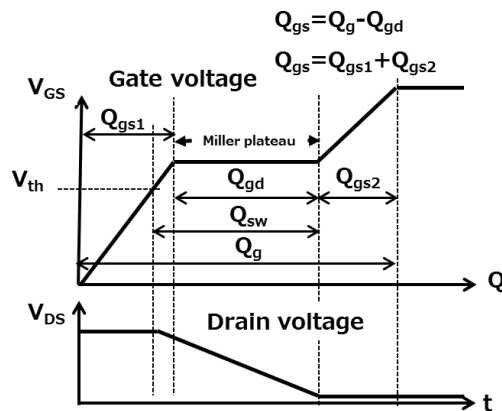 Qgs=Qg-Qgd
Qgs=Qgs1+Qgs2
VGS
Gate voltage
Qgs1
Miller plateau
Vth
Qgd
Qgs2
Qsw
Qg
Q
VDS
Drain voltage
t